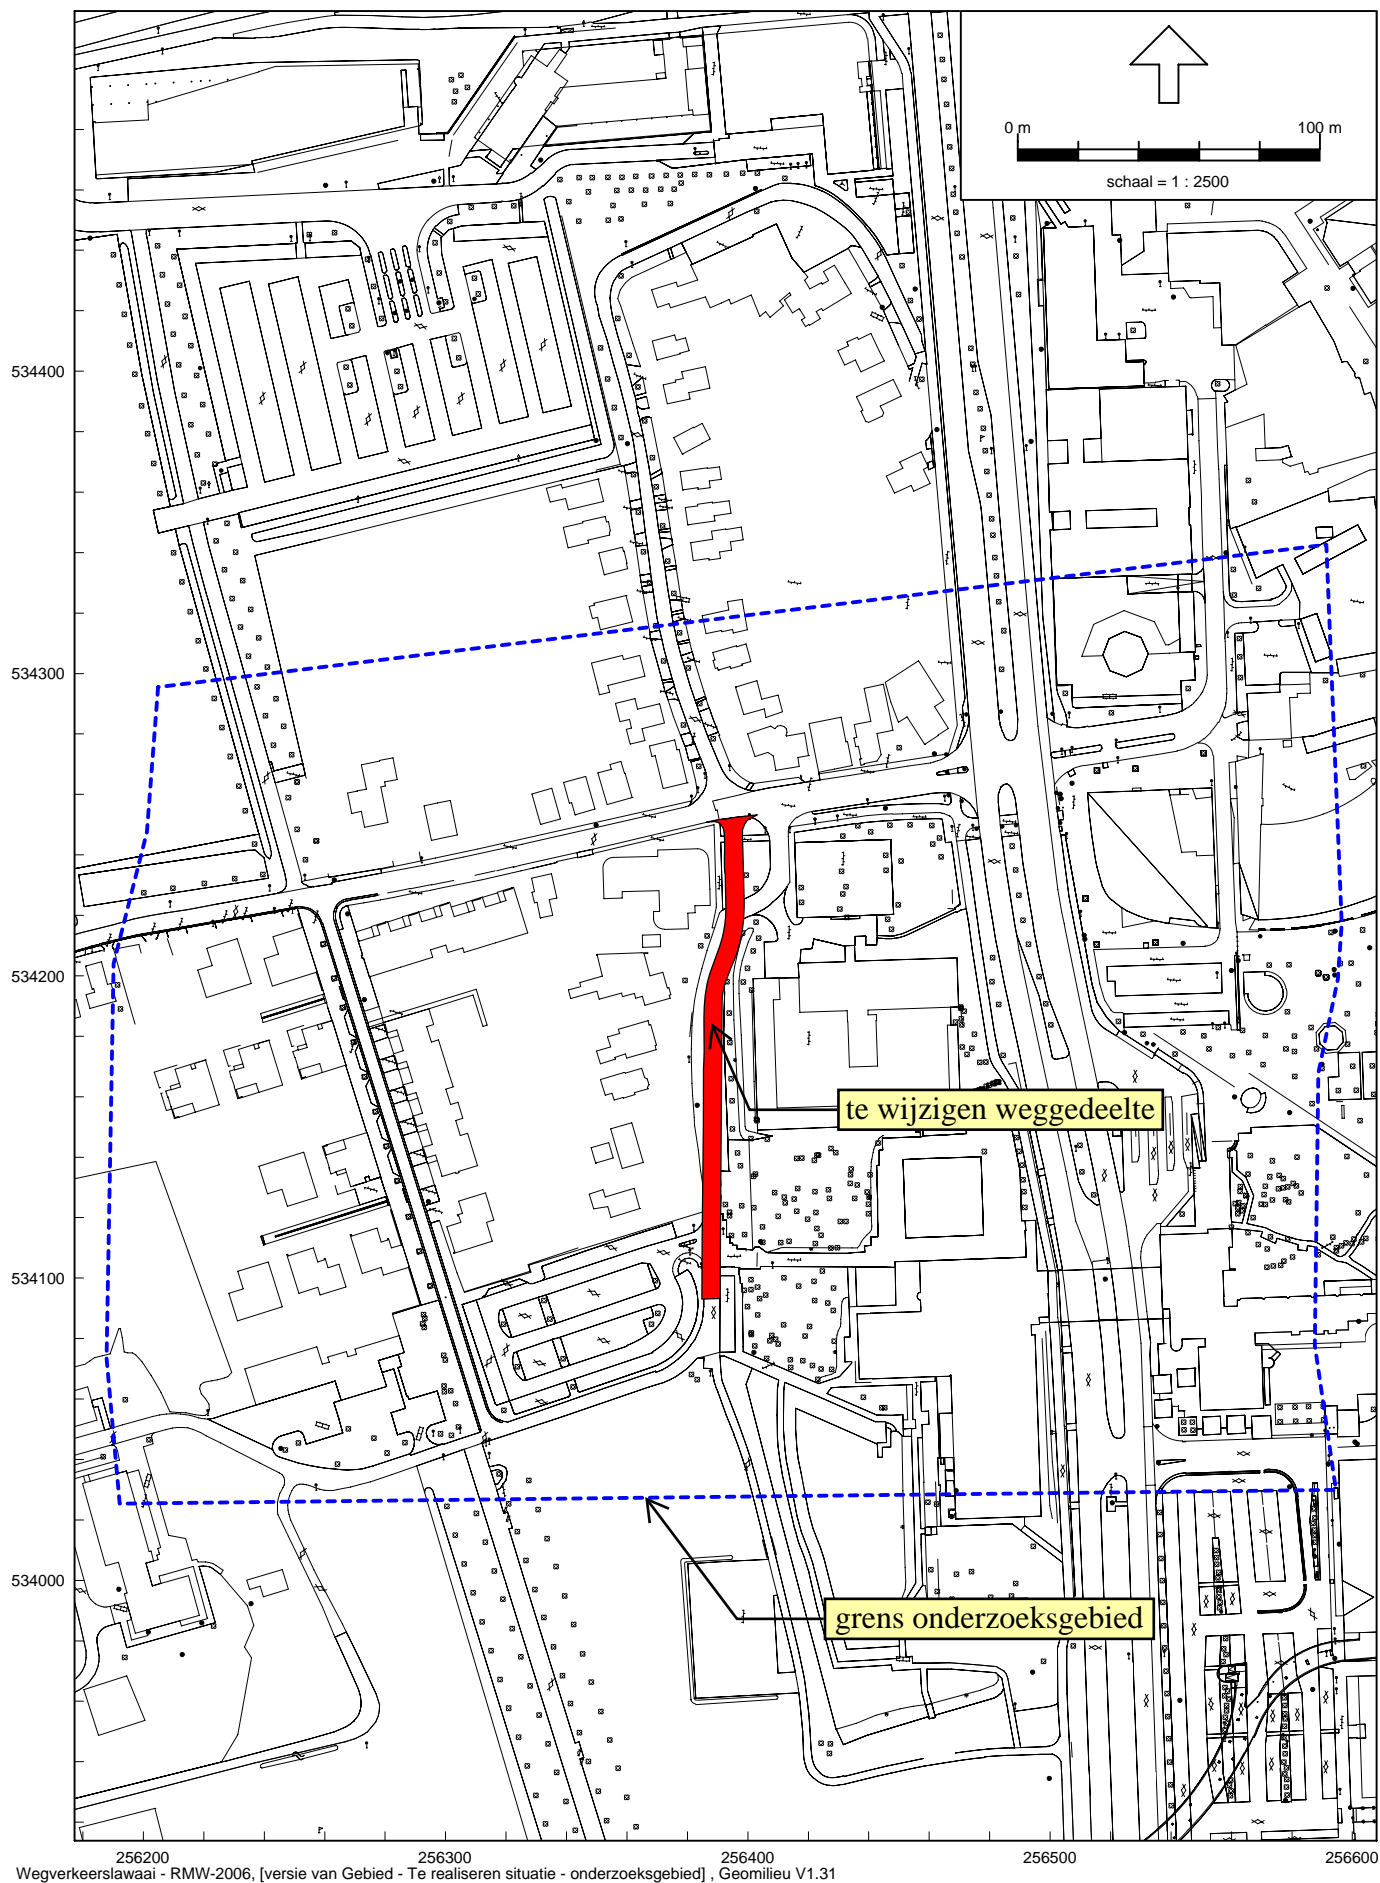 0 m 100 m
schaal = 1 : 2500
534400
534300
534200
te wijzigen weggedeelte
534100
534000
grens onderzoeksgebied
256200 256300 256400 256500 256600
Wegverkeerslawaai - RMW-2006, [versie van Gebied - Te realiseren situatie - onderzoeksgebied] , Geomilieu V1.31